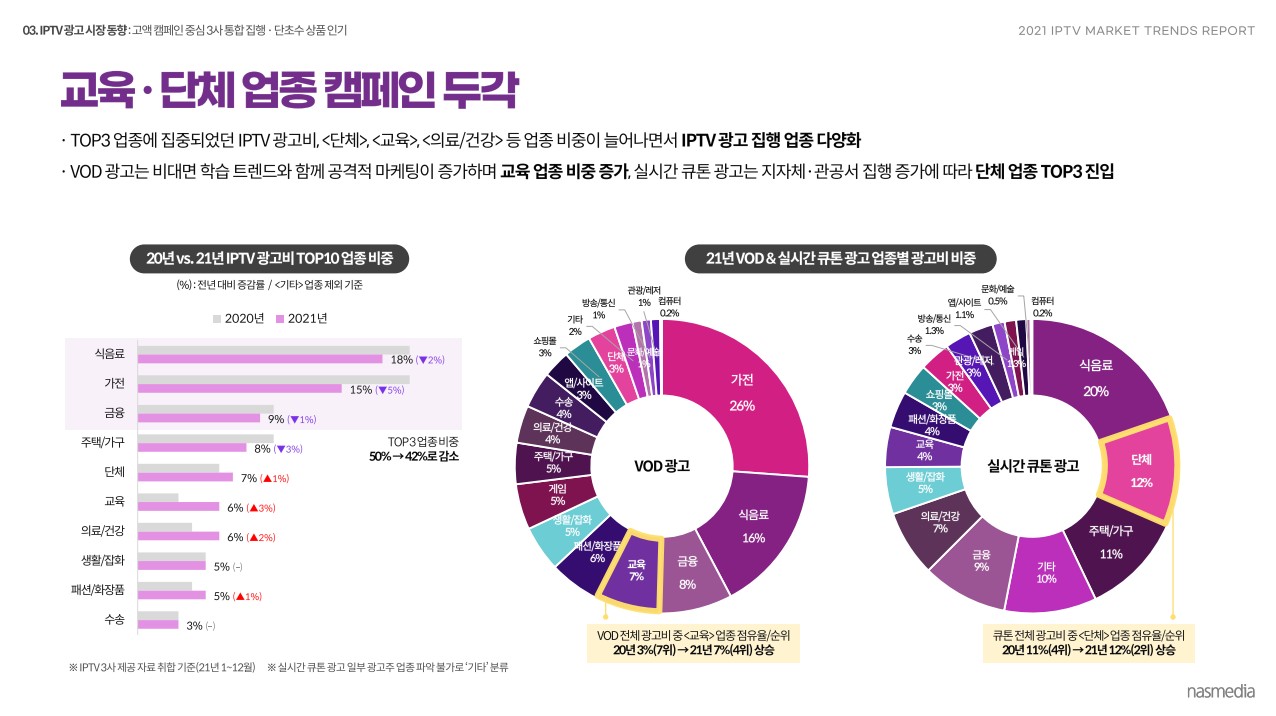 03. IPTV 광고 시장 동향 : 고액 캠페인 중심 3사 통합 집행 · 단초수 상품 인기
2021 IPTV MARKET TRENDS REPORT
교육 · 단체 업종 캠페인 두각
· TOP3 업종에 집중되었던 IPTV 광고비, <단체>, <교육>, <의료/건강> 등 업종 비중이 늘어나면서 IPTV 광고 집행 업종 다양화
· VOD 광고는 비대면 학습 트렌드와 함께 공격적 마케팅이 증가하며 교육 업종 비중 증가, 실시간 큐톤 광고는 지자체·관공서 집행 증가에 따라 단체 업종 TOP3 진입
20년 vs. 21년 IPTV 광고비 TOP10 업종 비중
(%) : 전년 대비 증감률 / <기타> 업종 제외 기준
2020년 2021년
식음료 18% (▼2%)
가전 15% (▼5%)
금융 9% (▼1%)
주택/가구 8% (▼3%)
TOP3 업종 비중
50% → 42%로 감소
단체 7% (▲1%)
교육 6% (▲3%)
의료/건강 6% (▲2%)
생활/잡화 5% (-)
패션/화장품 5% (▲1%)
수송 3% (-)
※ IPTV 3사 제공 자료 취합 기준(21년 1~12월) ※ 실시간 큐톤 광고 일부 광고주 업종 파악 불가로 '기타' 분류
21년 VOD & 실시간 큐톤 광고 업종별 광고비 비중
VOD 광고
가전
26%
식음료
16%
금융
8%
교육
7%
패션/화장품
6%
생활/잡화
5%
게임
5%
주택/가구
5%
의료/건강
4%
수송
4%
앱/사이트
3%
쇼핑몰
3%
단체
3%
기타
2%
문화/예술
방송/통신
1%
관광/레저
1%
컴퓨터
0.2%
VOD 전체 광고비 중 <교육> 업종 점유율/순위
20년 3%(7위) → 21년 7%(4위) 상승
실시간 큐톤 광고
식음료
20%
단체
12%
주택/가구
11%
기타
10%
금융
9%
의료/건강
7%
생활/잡화
5%
교육
4%
패션/화장품
4%
쇼핑몰
3%
가전
3%
수송
3%
관광/레저
3%
방송/통신
1.3%
게임
앱/사이트
1.1%
문화/예술
0.5%
컴퓨터
0.2%
큐톤 전체 광고비 중 <단체> 업종 점유율/순위
20년 11%(4위) → 21년 12%(2위) 상승
nasmedia